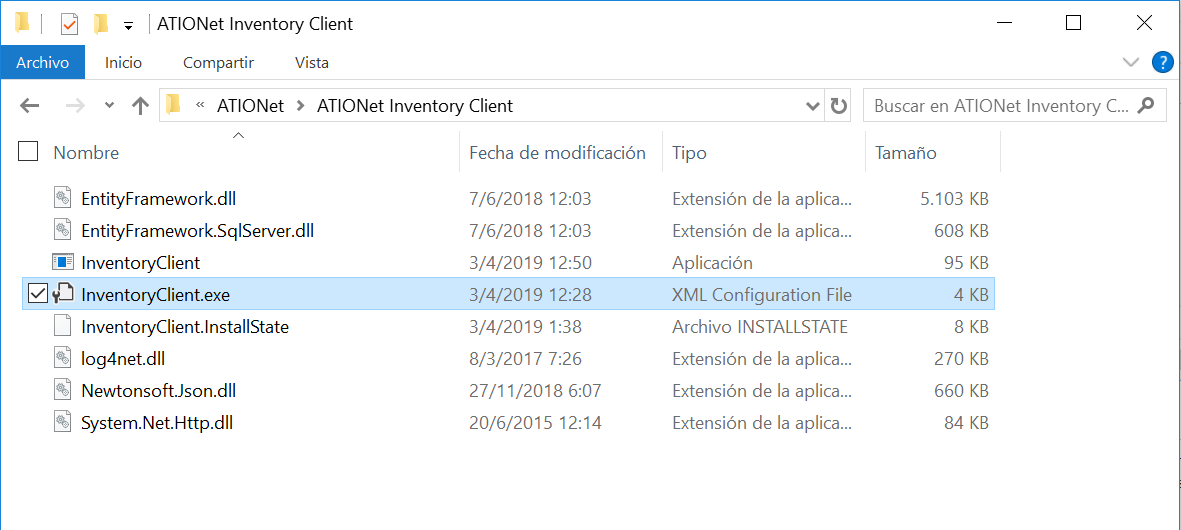 ATIONet Inventory Client
Archivo Inicio Compartir Vista ?
« ATIONet > ATIONet Inventory Client Buscar en ATIONet Inventory C...
Nombre Fecha de modificación Tipo Tamaño
EntityFramework.dll 7/6/2018 12:03 Extensión de la aplica... 5.103 KB
EntityFramework.SqlServer.dll 7/6/2018 12:03 Extensión de la aplica... 608 KB
InventoryClient 3/4/2019 12:50 Aplicación 95 KB
InventoryClient.exe 3/4/2019 12:28 XML Configuration File 4 KB
InventoryClient.InstallState 3/4/2019 1:38 Archivo INSTALLSTATE 8 KB
log4net.dll 8/3/2017 7:26 Extensión de la aplica... 270 KB
Newtonsoft.Json.dll 27/11/2018 6:07 Extensión de la aplica... 660 KB
System.Net.Http.dll 20/6/2015 12:14 Extensión de la aplica... 84 KB